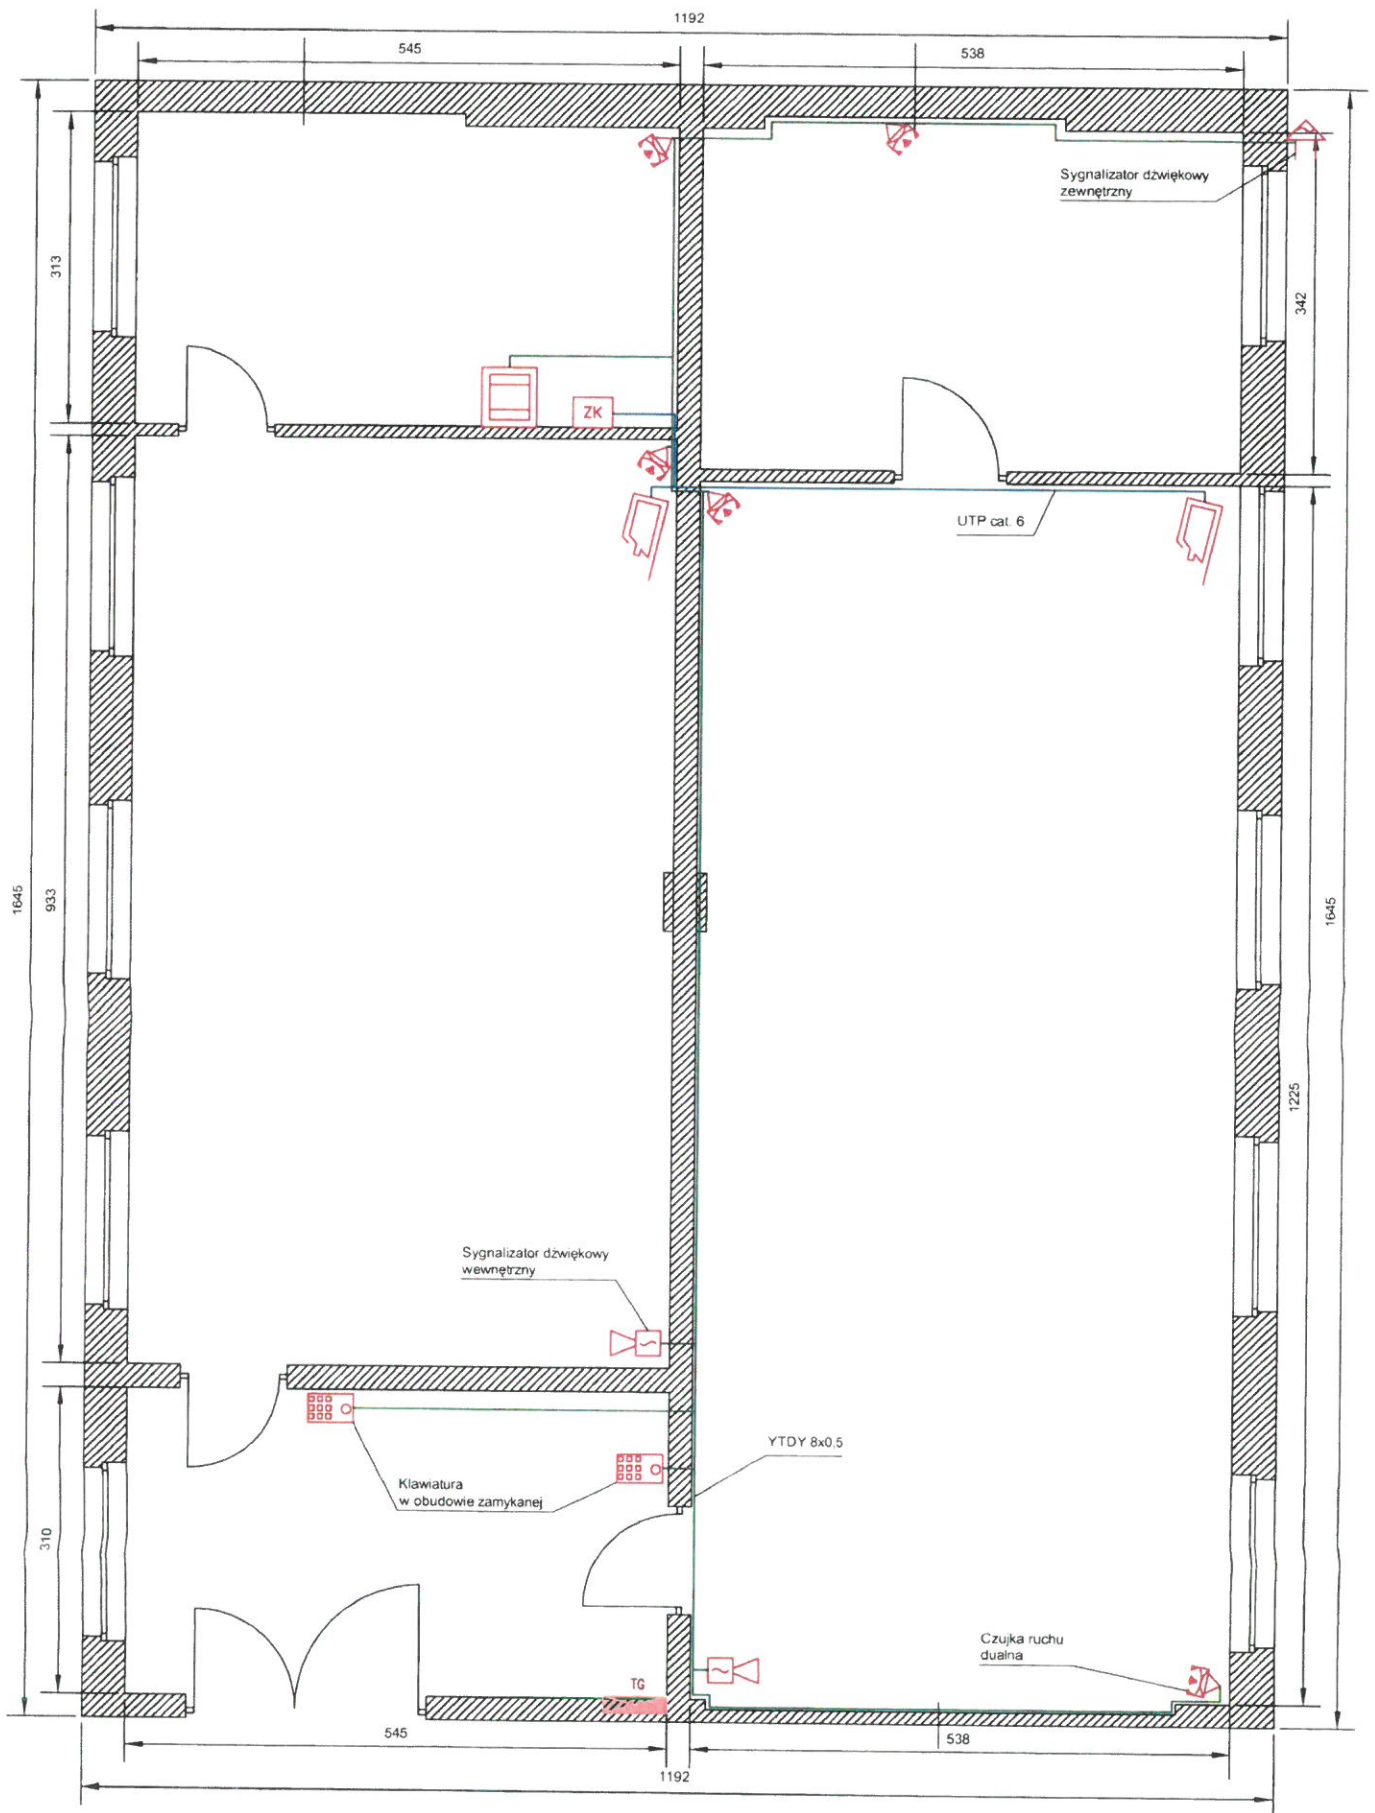 1192
545
538
Sygnalizator dźwiękowy
zewnętrzny
313
342
ZK
UTP cat. 6
1645
933
1645
1225
Sygnalizator dźwiękowy
wewnętrzny
YTDY 8x0,5
Klawiatura
w obudowie zamykanej
310
Czujka ruchu
dualna
TG
545
538
1192